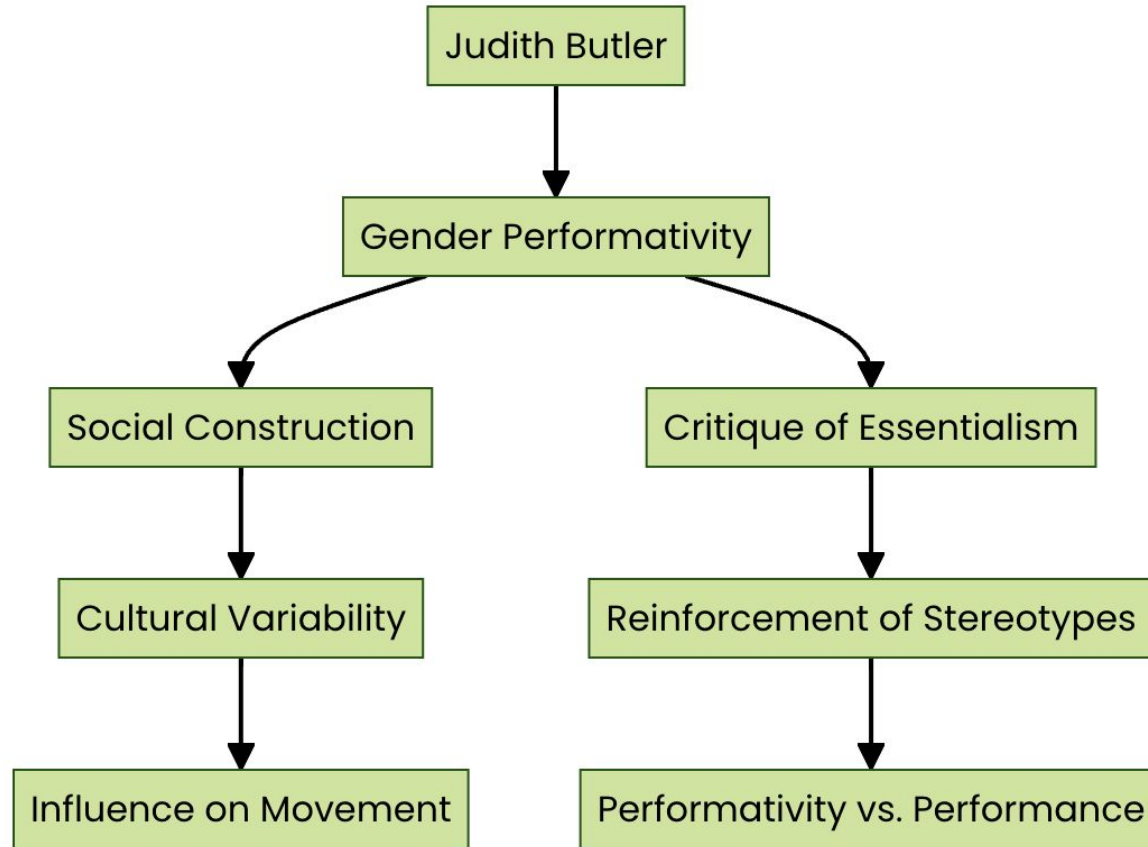 Judith Butler
Gender Performativity
Social Construction
Critique of Essentialism
Cultural Variability
Reinforcement of Stereotypes
Influence on Movement
Performativity vs. Performance